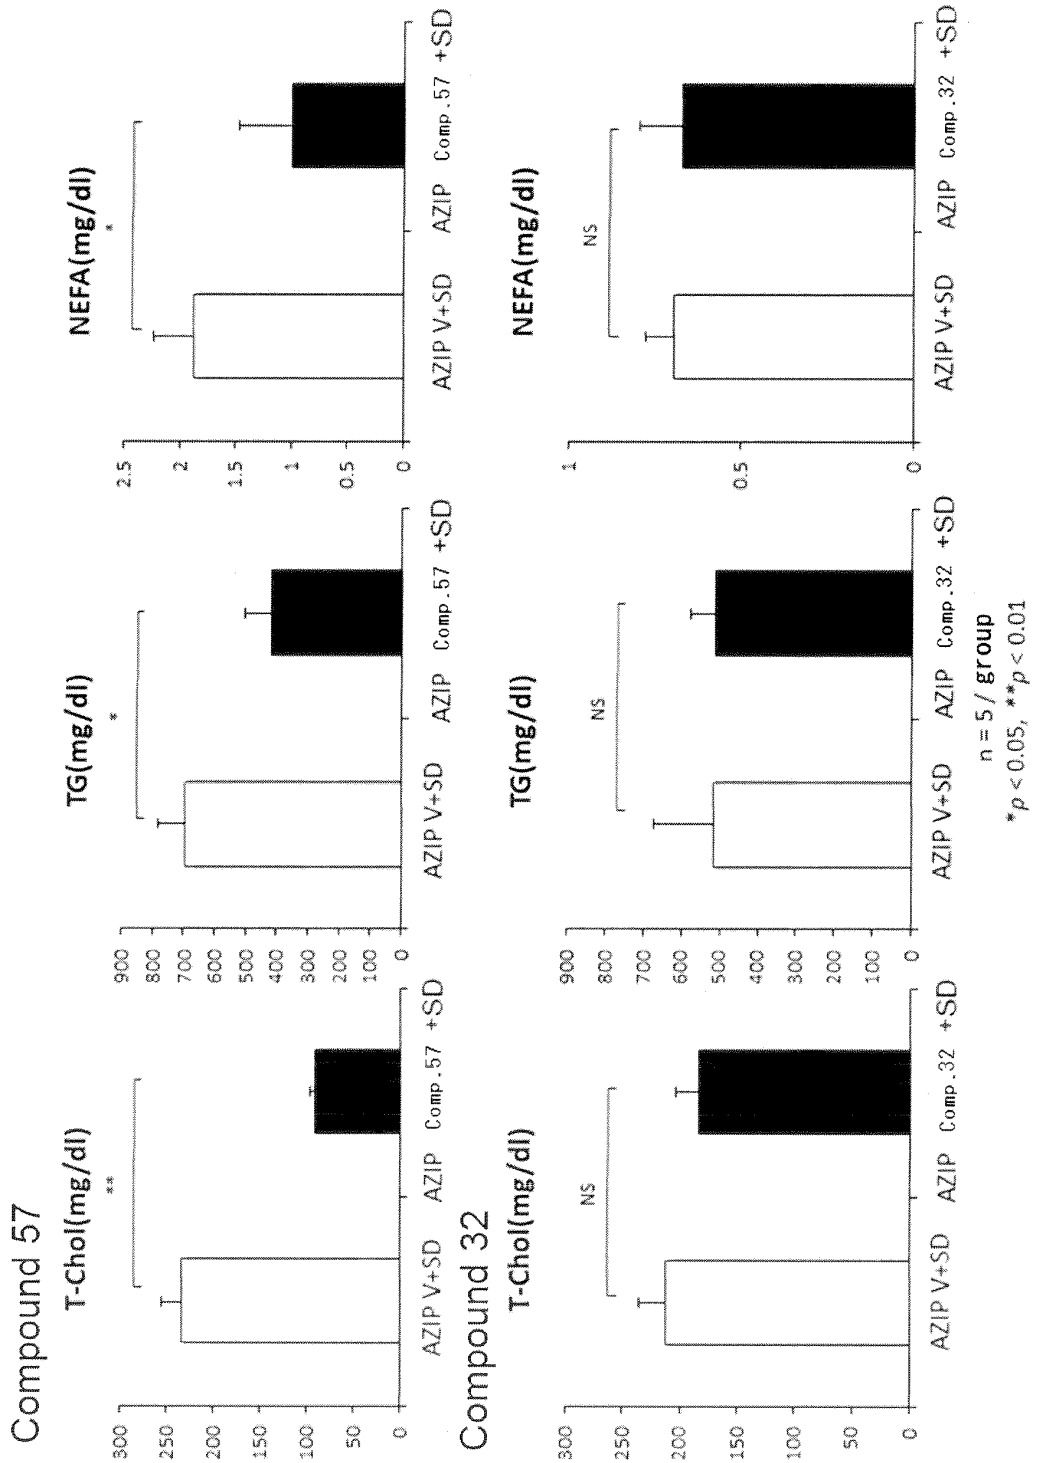 Compound 57
T-Chol(mg/dl)
**
300
250
200
150
100
50
0
AZIP V+SD
AZIP Comp.57 +SD
TG(mg/dl)
*
900
800
700
600
500
400
300
200
100
0
AZIP V+SD
AZIP Comp.57 +SD
NEFA(mg/dl)
*
2.5
2
1.5
1
0.5
0
AZIP V+SD
AZIP Comp.57 +SD
Compound 32
T-Chol(mg/dl)
NS
300
250
200
150
100
50
0
AZIP V+SD
AZIP Comp.32 +SD
TG(mg/dl)
NS
900
800
700
600
500
400
300
200
100
0
AZIP V+SD
AZIP Comp.32 +SD
NEFA(mg/dl)
NS
1
0.5
0
AZIP V+SD
AZIP Comp.32 +SD
n = 5 / group
*p < 0.05, **p < 0.01